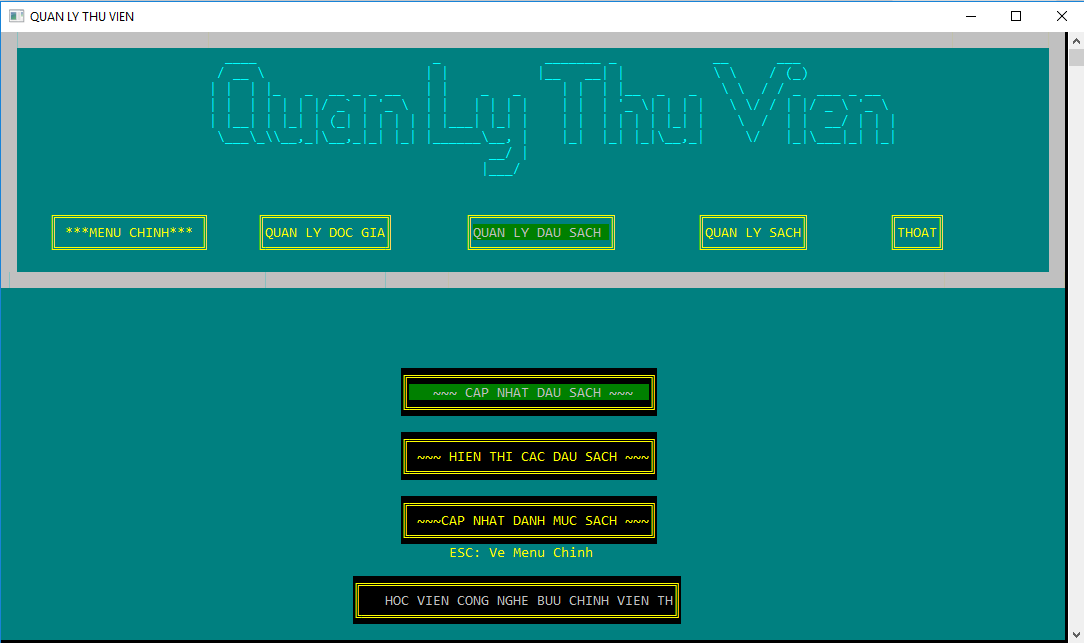 QUAN LY THU VIEN
Quan Ly Thu Vien
***MENU CHINH***
QUAN LY DOC GIA
QUAN LY DAU SACH
QUAN LY SACH
THOAT
~~~ CAP NHAT DAU SACH ~~~
~~~ HIEN THI CAC DAU SACH ~~~
~~~CAP NHAT DANH MUC SACH ~~~
ESC: Ve Menu Chinh
HOC VIEN CONG NGHE BUU CHINH VIEN TH